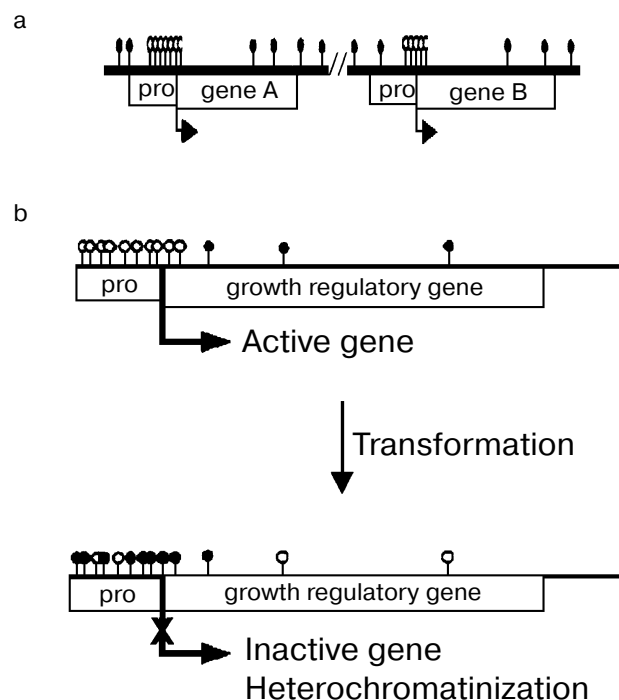 a
pro gene A pro gene B
b
pro growth regulatory gene
Active gene
Transformation
pro growth regulatory gene
Inactive gene
Heterochromatinization